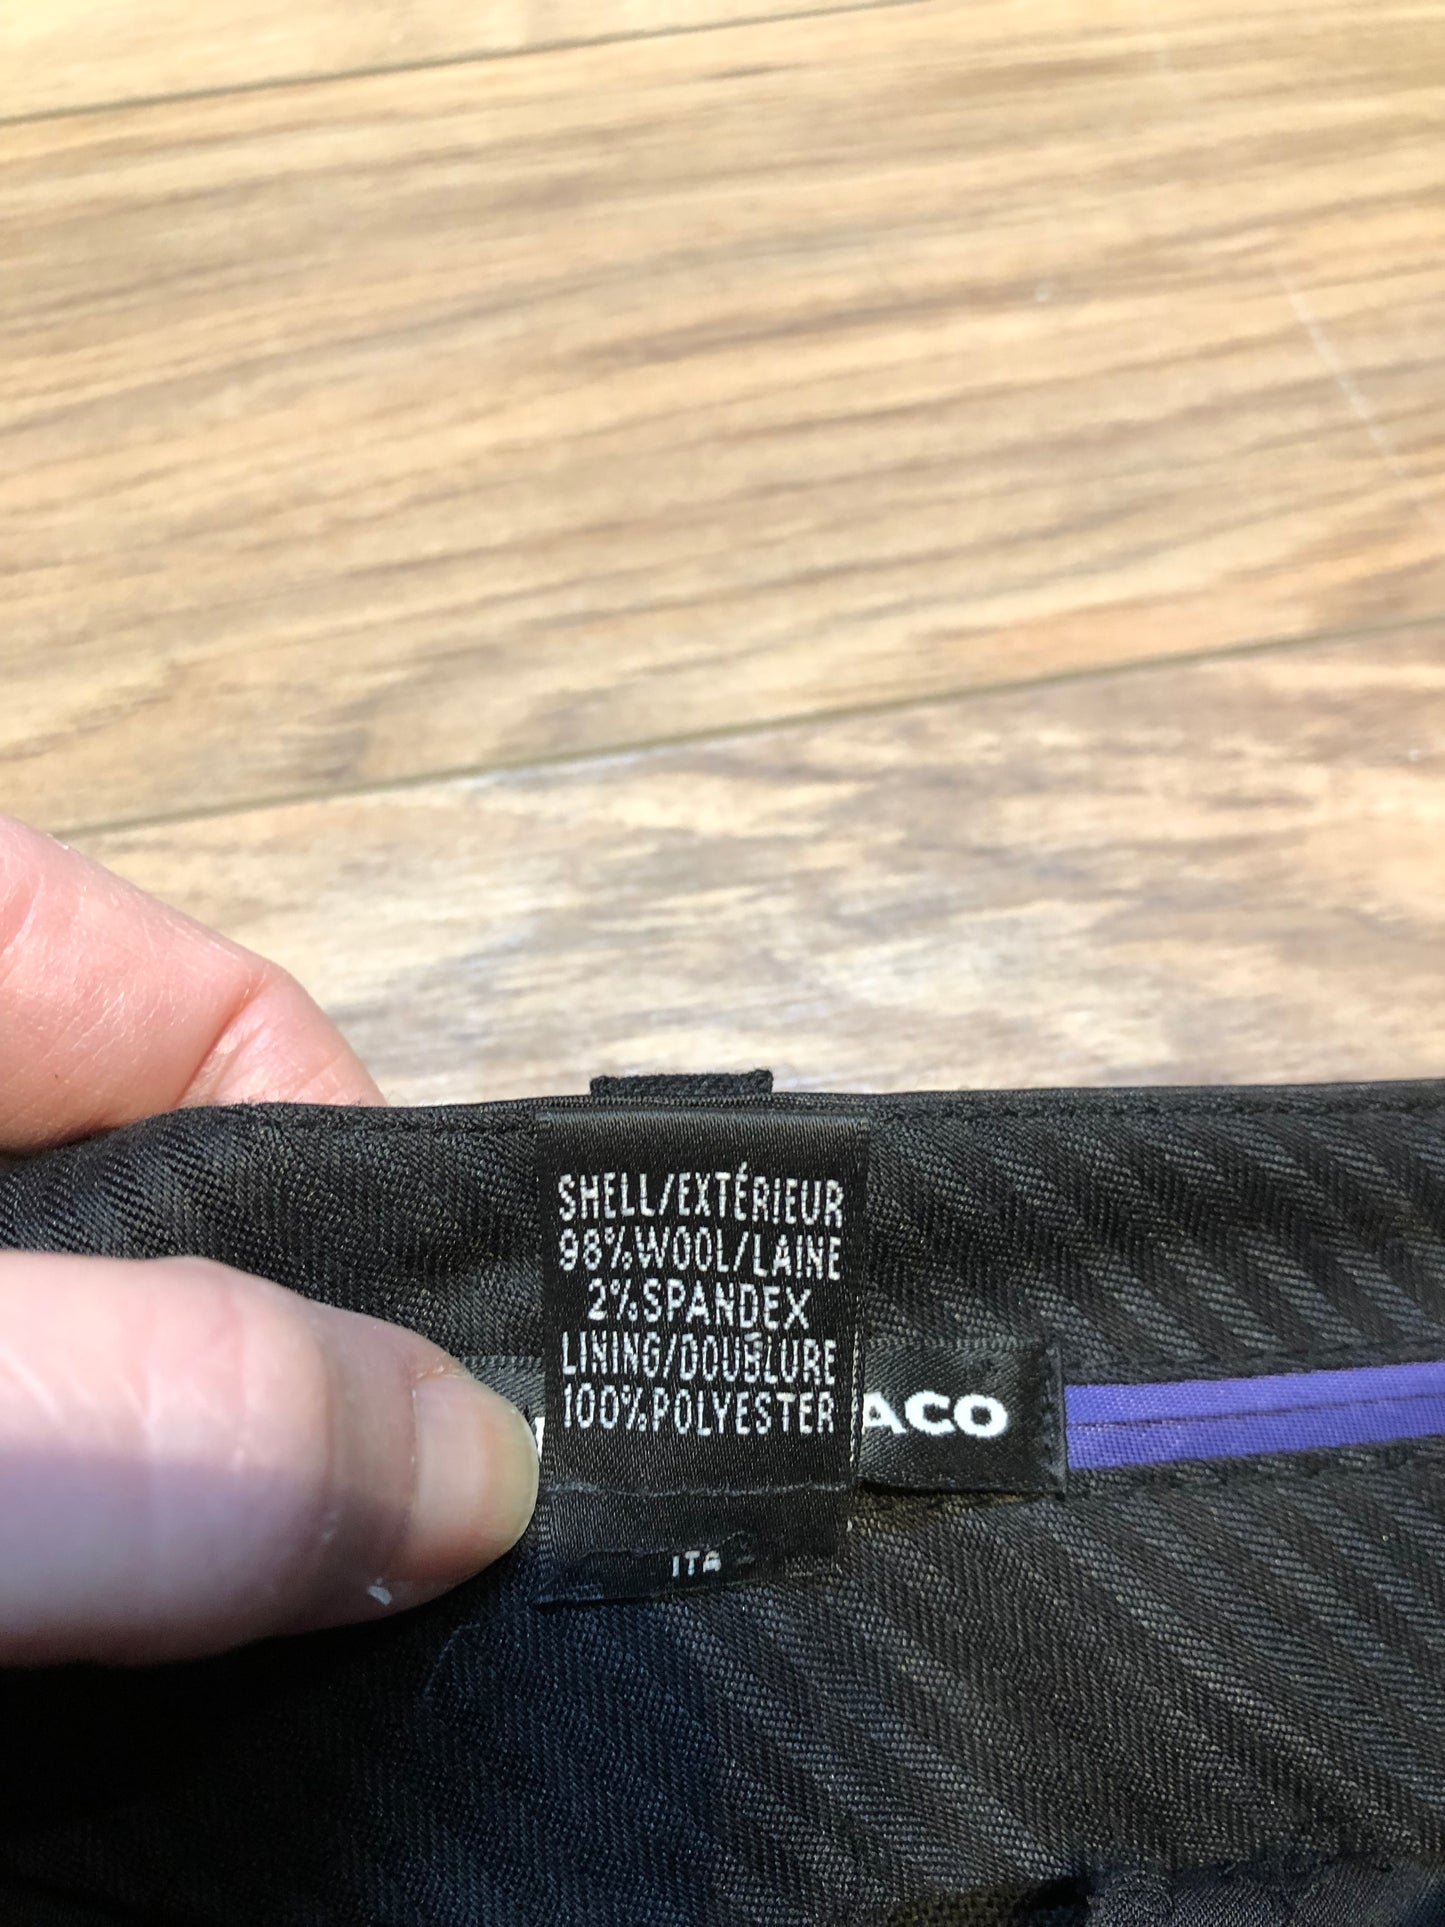 SHELL/EXTÉRIEUR
98%WOOL/LAINE
2%SPANDEX
LINING/DOUBLURE
100%POLYESTER
ACO
ITA